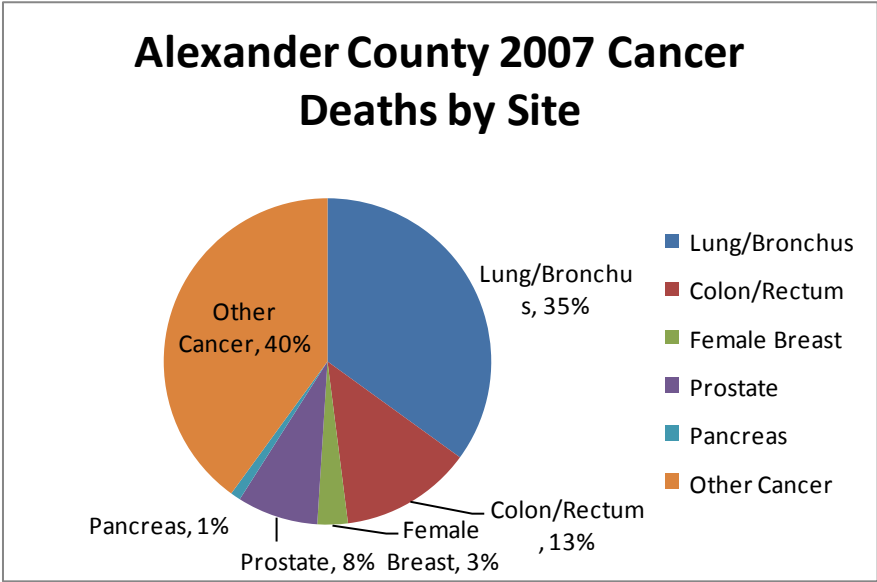 Alexander County 2007 Cancer
Deaths by Site
Lung/Bronchu
s, 35%
Colon/Rectum
, 13%
Female
Breast, 3%
Prostate, 8%
Pancreas, 1%
Other
Cancer, 40%
Lung/Bronchus
Colon/Rectum
Female Breast
Prostate
Pancreas
Other Cancer